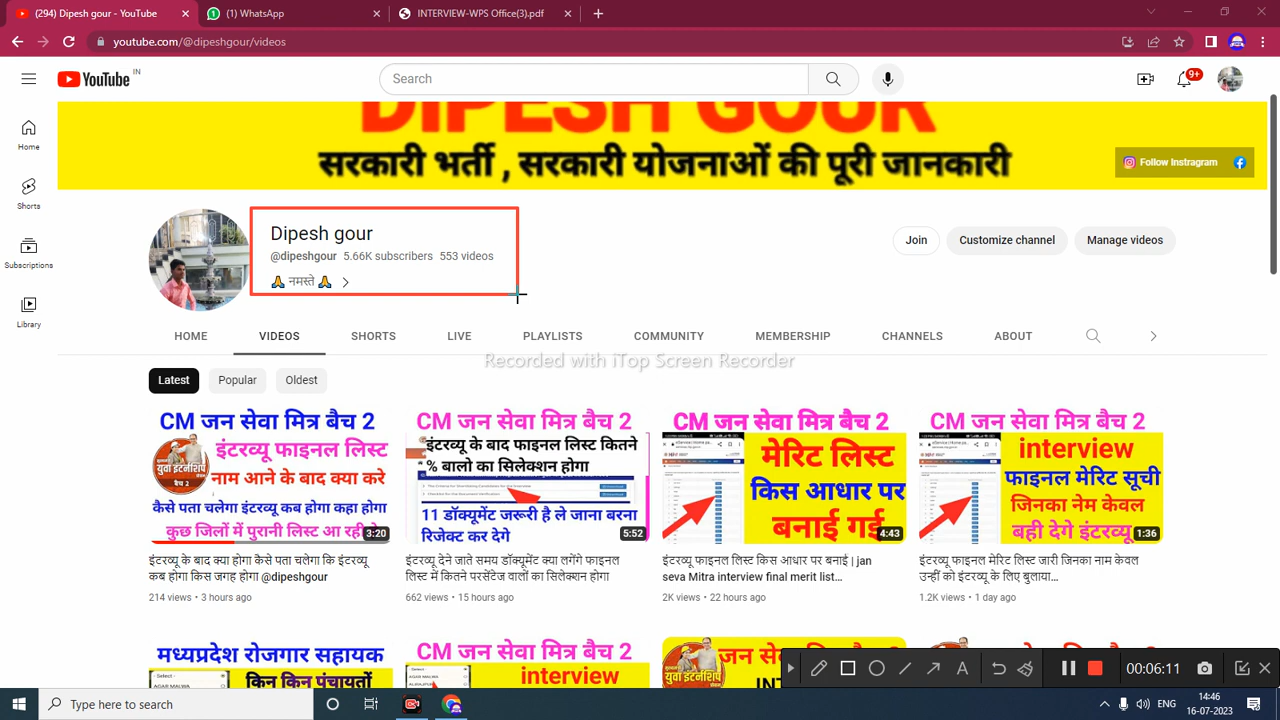 (294) Dipesh gour - YouTube
(1) WhatsApp
INTERVIEW-WPS Office(3).pdf
youtube.com/@dipeshgour/videos
YouTube IN
Search
9+
DIPESH GOUR
सरकारी भर्ती , सरकारी योजनाओं की पूरी जानकारी
Follow Instragram
Home
Shorts
Subscriptions
Library
Dipesh gour
@dipeshgour 5.66K subscribers 553 videos
🙏 नमस्ते 🙏
Join
Customize channel
Manage videos
HOME
VIDEOS
SHORTS
LIVE
PLAYLISTS
COMMUNITY
MEMBERSHIP
CHANNELS
ABOUT
Recorded with iTop Screen Recorder
Latest
Popular
Oldest
CM जन सेवा मित्र बैच 2
इंटरव्यू फाइनल लिस्ट
नाम आने के बाद क्या करे
कैसे पता चलेगा इंटरव्यू कब होगा कहा होगा
कुछ जिलों में पुरानी लिस्ट आ रही
3:20
इंटरव्यू के बाद क्या होगा कैसे पता चलेगा कि इंटरव्यू
कब होगा किस जगह होगा @dipeshgour
214 views • 3 hours ago
CM जन सेवा मित्र बैच 2
इंटरव्यू के बाद फाइनल लिस्ट कितने
% बालो का सिलेक्शन होगा
11 डॉक्यूमेंट जरूरी है ले जाना बरना
रिजेक्ट कर देगे
5:52
इंटरव्यू देने जाते समय डॉक्यूमेंट क्या लगेंगे फाइनल
लिस्ट में कितने परसेंटेज वालों का सिलेक्शन होगा
662 views • 15 hours ago
CM जन सेवा मित्र बैच 2
मेरिट लिस्ट
किस आधार पर
बनाई गई
4:43
इंटरव्यू फाइनल लिस्ट किस आधार पर बनाई | jan
seva Mitra interview final merit list...
2K views • 22 hours ago
CM जन सेवा मित्र बैच 2
interview
फाइनल मेरिट सूची
जिनका नेम केवल
बही देगे इंटरव्यू
1:36
इंटरव्यू फाइनल मेरिट लिस्ट जारी जिनका नाम केवल
उन्हीं को इंटरव्यू के लिए बुलाया...
1.2K views • 1 day ago
मध्यप्रदेश रोजगार सहायक
किन किन पंचायतों
CM जन सेवा मित्र बैच 2
interview
00:06:11
Type here to search
ENG
14:46
16-07-2023